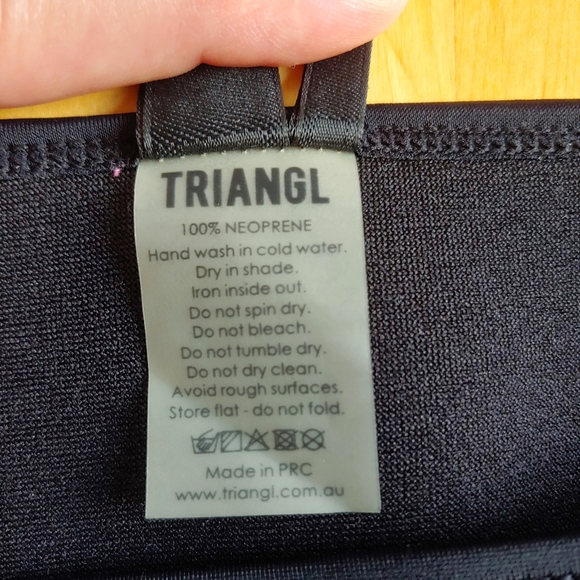 TRIANGL
100% NEOPRENE
Hand wash in cold water.
Dry in shade.
Iron inside out.
Do not spin dry.
Do not bleach.
Do not tumble dry.
Do not dry clean.
Avoid rough surfaces.
Store flat - do not fold.
Made in PRC
www.triangl.com.au